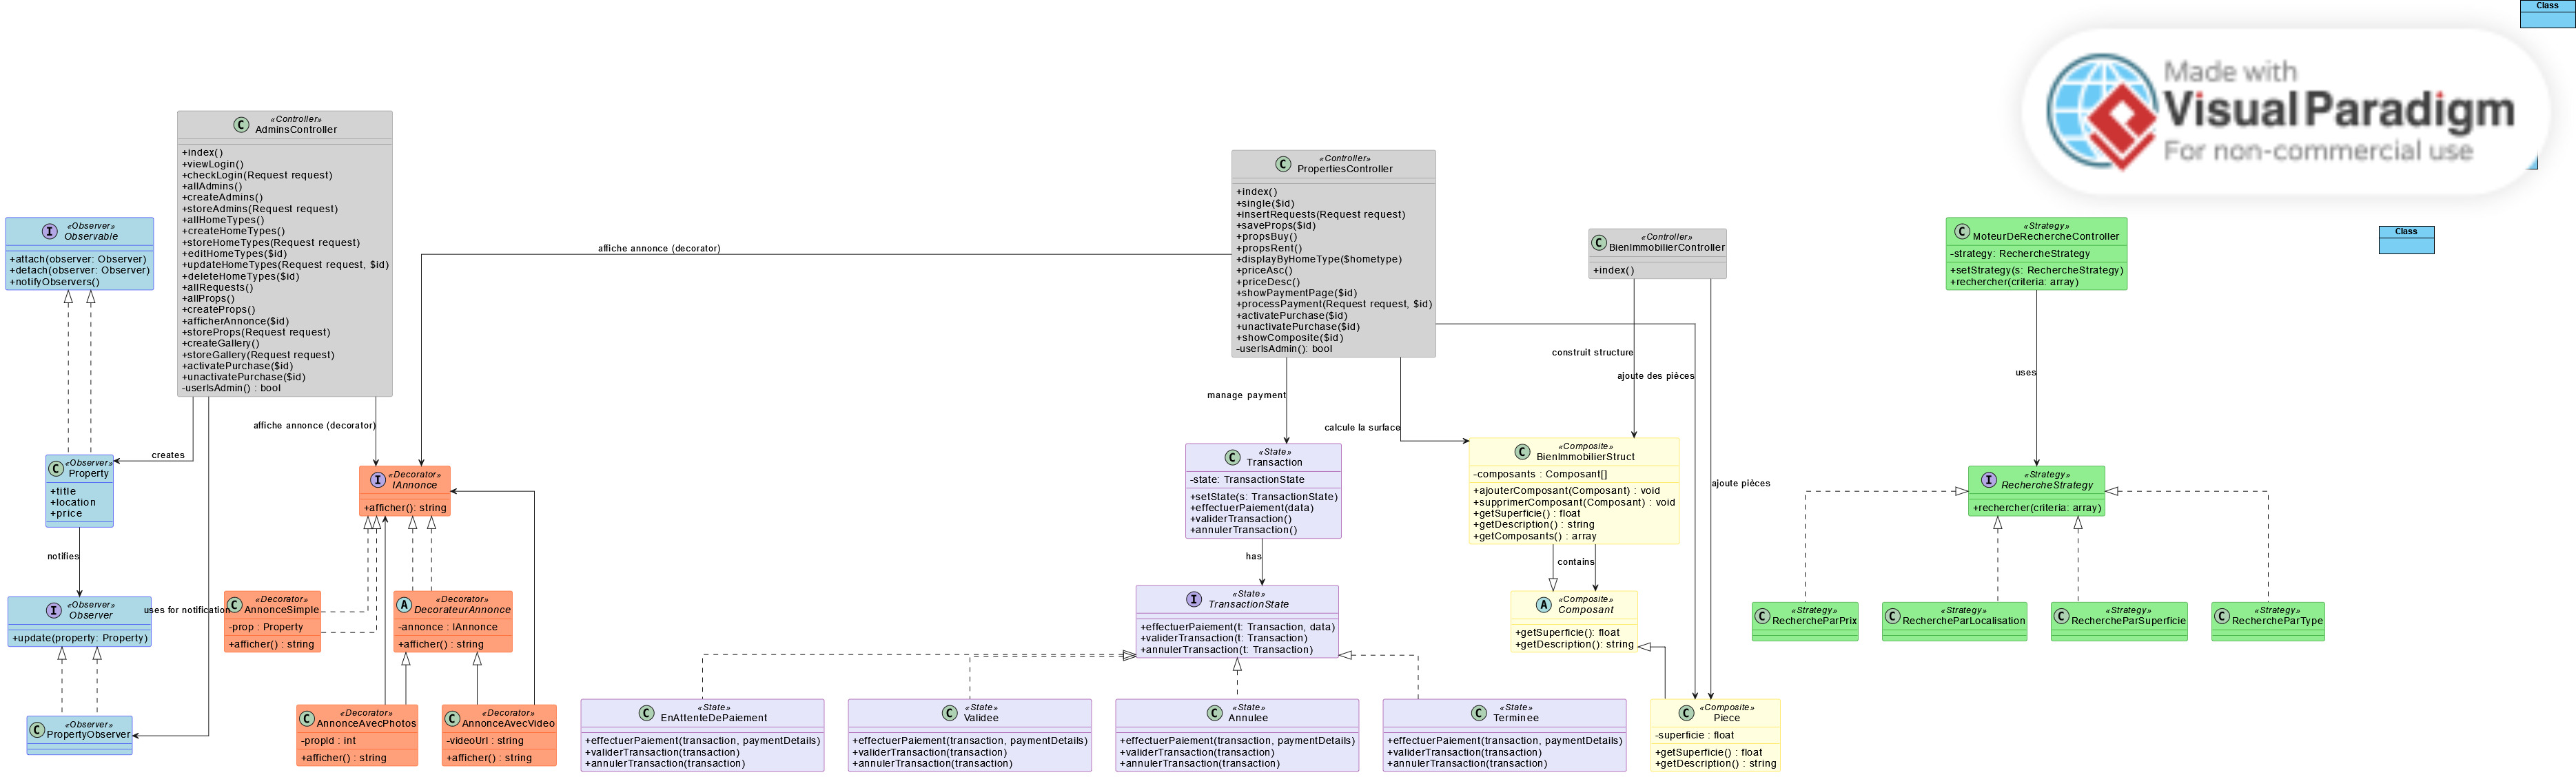 Class
Made with
Visual Paradigm
For non-commercial use
Class
«Controller»
AdminsController
+index()
+viewLogin()
+checkLogin(Request request)
+allAdmins()
+createAdmins()
+storeAdmins(Request request)
+allHomeTypes()
+createHomeTypes()
+storeHomeTypes(Request request)
+editHomeTypes($id)
+updateHomeTypes(Request request, $id)
+deleteHomeTypes($id)
+allRequests()
+allProps()
+createProps()
+afficherAnnonce($id)
+storeProps(Request request)
+createGallery()
+storeGallery(Request request)
+activatePurchase($id)
+unactivatePurchase($id)
-userIsAdmin() : bool
«Controller»
PropertiesController
+index()
+single($id)
+insertRequests(Request request)
+saveProps($id)
+propsBuy()
+propsRent()
+displayByHomeType($hometype)
+priceAsc()
+priceDesc()
+showPaymentPage($id)
+processPayment(Request request, $id)
+activatePurchase($id)
+unactivatePurchase($id)
+showComposite($id)
-userIsAdmin(): bool
«Controller»
BienImmobilierController
+index()
«Strategy»
MoteurDeRechercheController
-strategy: RechercheStrategy
+setStrategy(s: RechercheStrategy)
+rechercher(criteria: array)
«Observer»
Observable
+attach(observer: Observer)
+detach(observer: Observer)
+notifyObservers()
affiche annonce (decorator)
construit structure
ajoute des pièces
uses
manage payment
calcule la surface
affiche annonce (decorator)
creates
«Observer»
Property
+title
+location
+price
«Decorator»
IAnnonce
+afficher(): string
«State»
Transaction
-state: TransactionState
+setState(s: TransactionState)
+effectuerPaiement(data)
+validerTransaction()
+annulerTransaction()
«Composite»
BienImmobilierStruct
-composants : Composant[]
+ajouterComposant(Composant) : void
+supprimerComposant(Composant) : void
+getSuperficie() : float
+getDescription() : string
+getComposants() : array
ajoute pièces
«Strategy»
RechercheStrategy
+rechercher(criteria: array)
notifies
has
contains
«Observer»
Observer
+update(property: Property)
uses for notification
«Decorator»
AnnonceSimple
-prop : Property
+afficher() : string
«Decorator»
DecorateurAnnonce
-annonce : IAnnonce
+afficher() : string
«State»
TransactionState
+effectuerPaiement(t: Transaction, data)
+validerTransaction(t: Transaction)
+annulerTransaction(t: Transaction)
«Composite»
Composant
+getSuperficie(): float
+getDescription(): string
«Strategy»
RechercheParPrix
«Strategy»
RechercheParLocalisation
«Strategy»
RechercheParSuperficie
«Strategy»
RechercheParType
«Observer»
PropertyObserver
«Decorator»
AnnonceAvecPhotos
-propId : int
+afficher() : string
«Decorator»
AnnonceAvecVideo
-videoUrl : string
+afficher() : string
«State»
EnAttenteDePaiement
+effectuerPaiement(transaction, paymentDetails)
+validerTransaction(transaction)
+annulerTransaction(transaction)
«State»
Validee
+effectuerPaiement(transaction, paymentDetails)
+validerTransaction(transaction)
+annulerTransaction(transaction)
«State»
Annulee
+effectuerPaiement(transaction, paymentDetails)
+validerTransaction(transaction)
+annulerTransaction(transaction)
«State»
Terminee
+effectuerPaiement(transaction, paymentDetails)
+validerTransaction(transaction)
+annulerTransaction(transaction)
«Composite»
Piece
-superficie : float
+getSuperficie() : float
+getDescription() : string